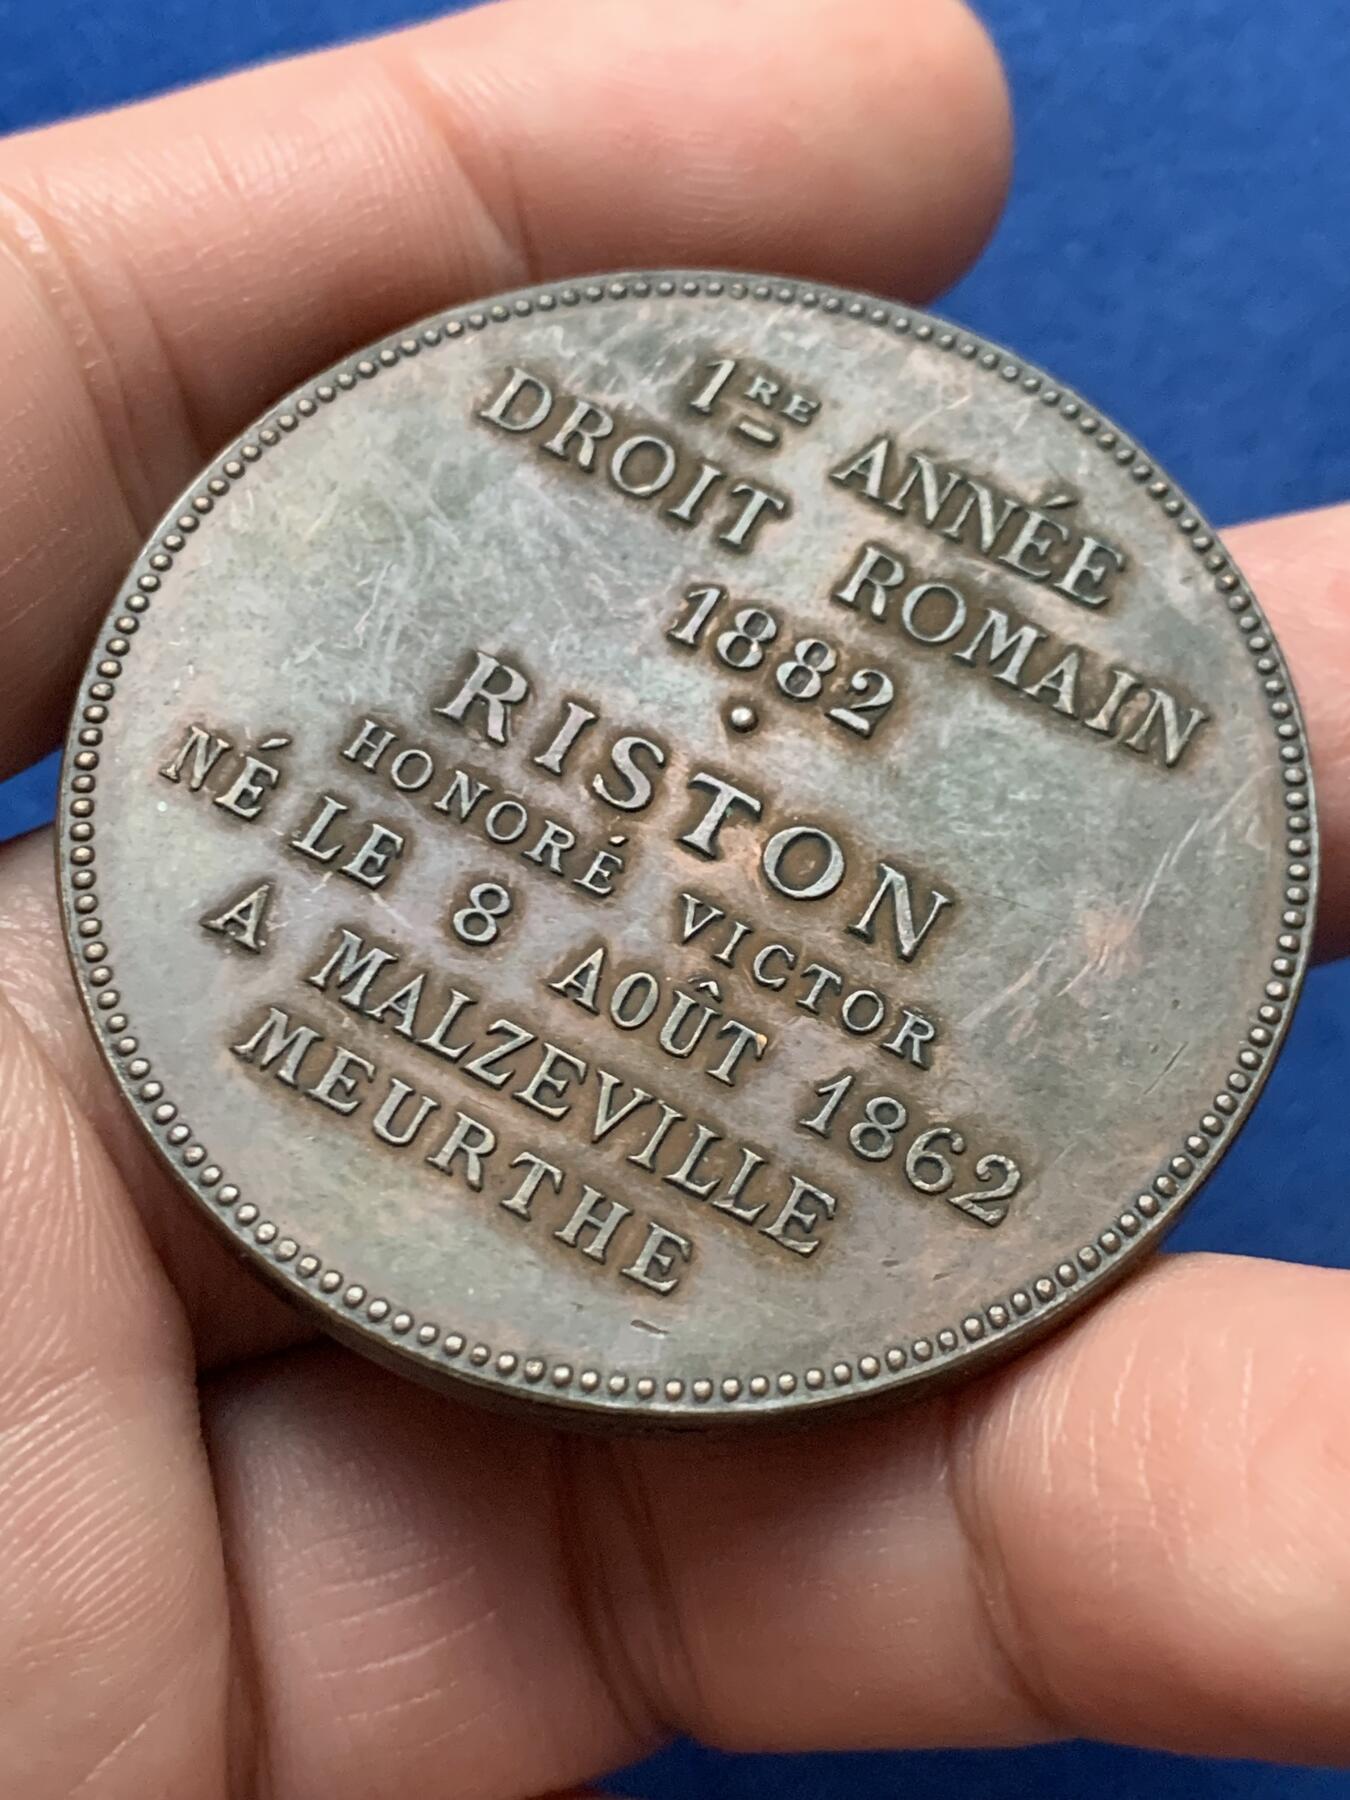 1RE ANNÉE
DROIT ROMAIN
1882
RISTON
HONORÉ VICTOR
NÉ LE 8 AOÛT 1862
A MALZEVILLE
MEURTHE